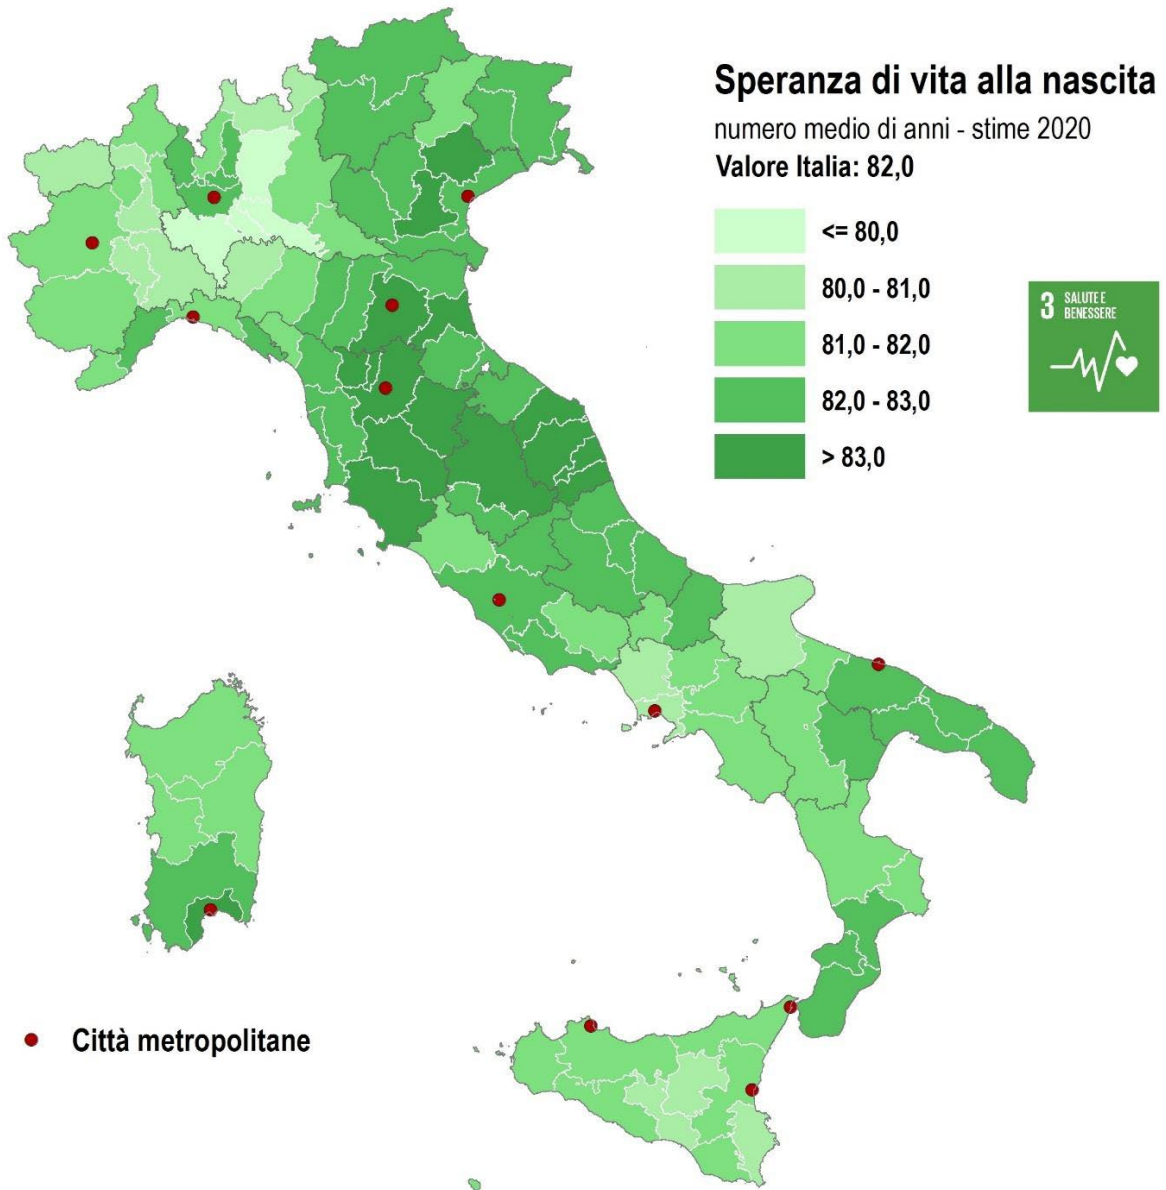 Speranza di vita alla nascita
numero medio di anni - stime 2020
Valore Italia: 82,0
<= 80,0
80,0 - 81,0
81,0 - 82,0
82,0 - 83,0
> 83,0
3 SALUTE E
BENESSERE
Città metropolitane